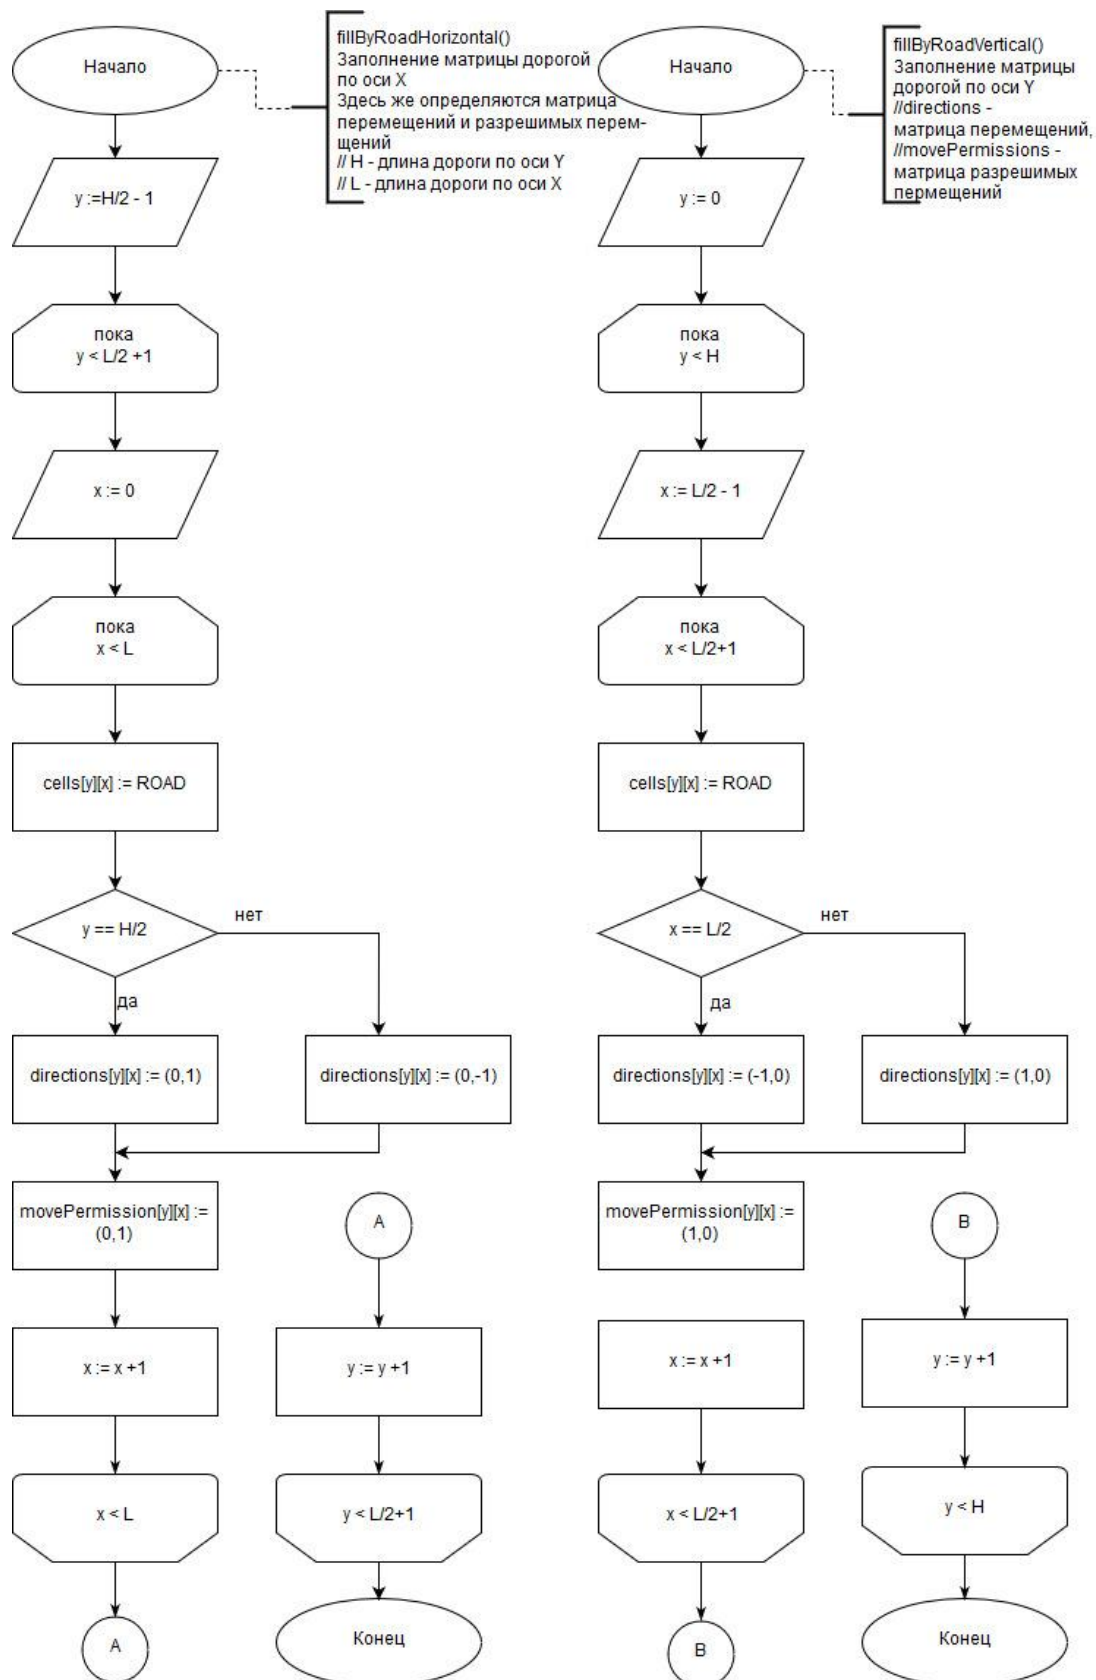 Начало
fillByRoadHorizontal()
Заполнение матрицы дорогой
по оси X
Здесь же определяются матрица
перемещений и разрешимых перем-
щений
// H - длина дороги по оси Y
// L - длина дороги по оси X
y :=H/2 - 1
пока
y < L/2 +1
x := 0
пока
x < L
cells[y][x] := ROAD
y == H/2
нет
да
directions[y][x] := (0,1)
directions[y][x] := (0,-1)
movePermission[y][x] :=
(0,1)
x := x +1
x < L
A
A
y := y +1
y < L/2+1
Конец
Начало
fillByRoadVertical()
Заполнение матрицы
дорогой по оси Y
//directions -
матрица перемещений,
//movePermissions -
матрица разрешимых
пермещений
y := 0
пока
y < H
x := L/2 - 1
пока
x < L/2+1
cells[y][x] := ROAD
x == L/2
нет
да
directions[y][x] := (-1,0)
directions[y][x] := (1,0)
movePermission[y][x] :=
(1,0)
x := x +1
x < L/2+1
B
B
y := y +1
y < H
Конец